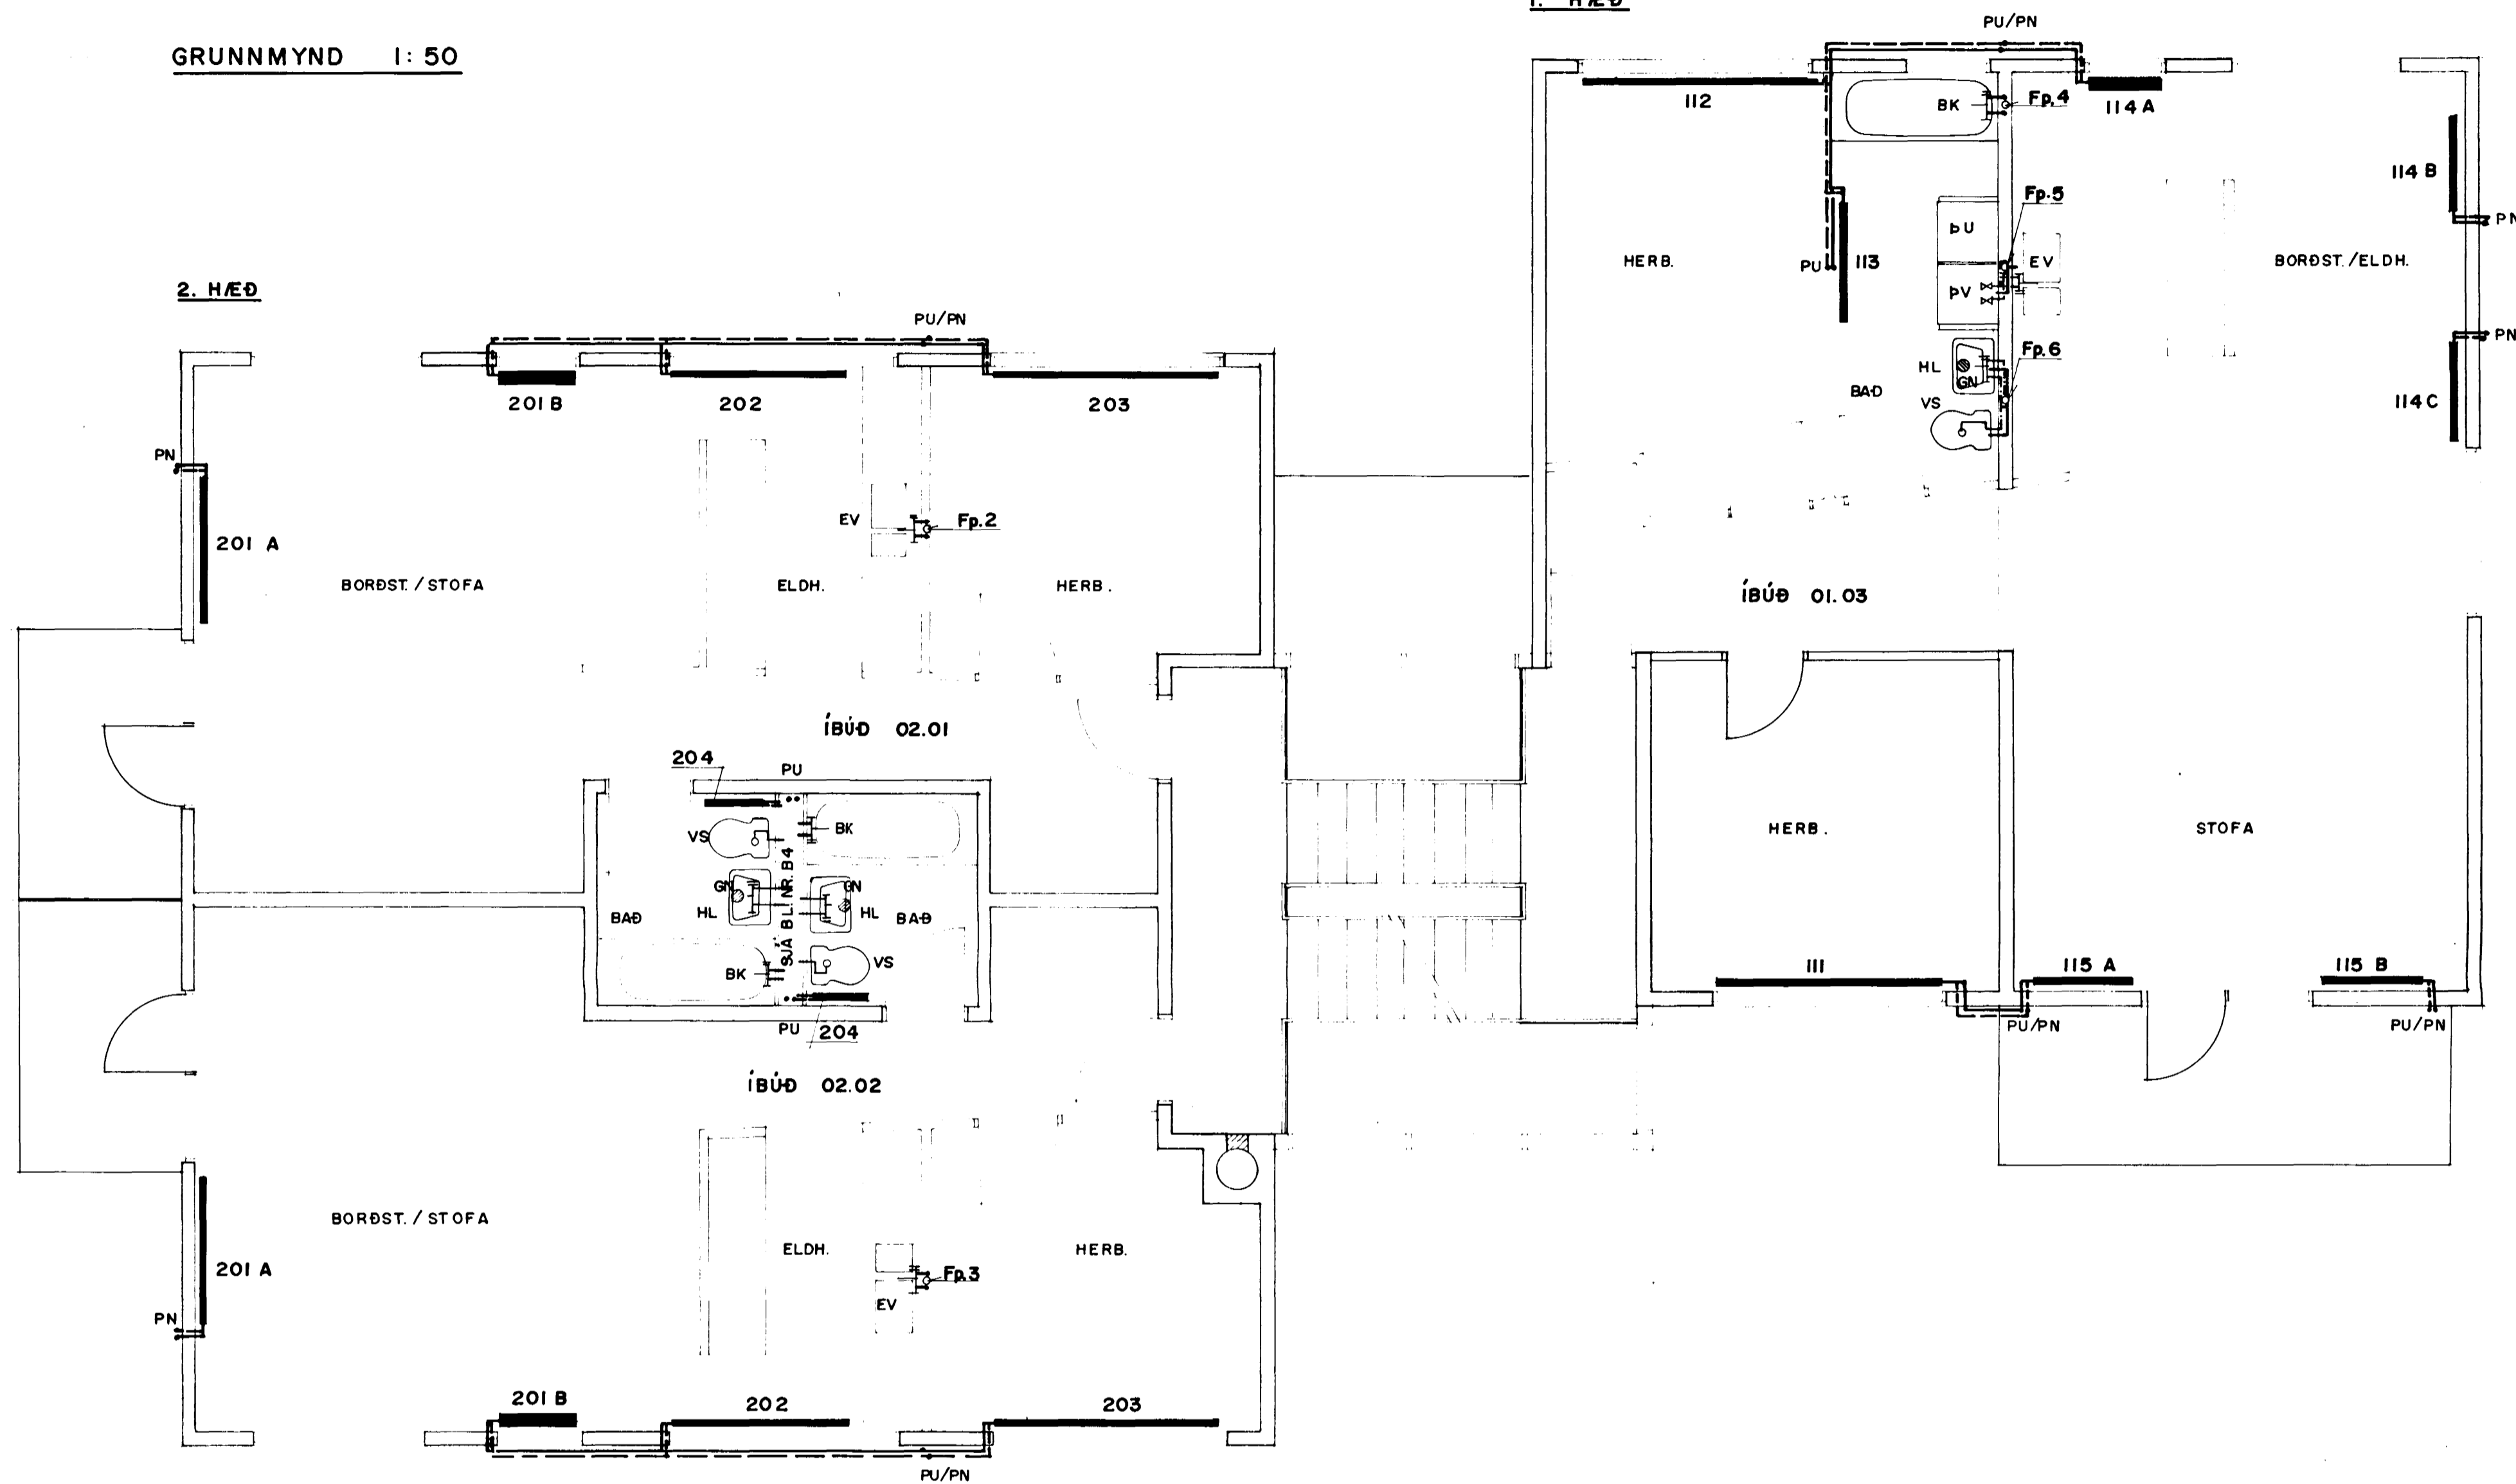 1. HÆÐ
GRUNNMYND 1:50
PU/PN
112
BK
Fp.4
114 A
114 B
Fp.5
PN
ÞU
HERB.
PU
113
EV
BORÐST./ELDH.
ÞV
PN
Fp.6
HL
GN
BAÐ
VS
114 C
ÍBÚÐ 01.03
HERB.
STOFA
111
115 A
115 B
PU/PN
PU/PN
2. HÆÐ
PU/PN
201 B
202
203
PN
EV
Fp.2
201 A
BORÐST./STOFA
ELDH.
HERB.
ÍBÚÐ 02.01
204
PU
VS
BK
SJÁ BL. NR. B4
GN
GN
HL
HL
BAÐ
BAÐ
BK
VS
PU
204
ÍBÚÐ 02.02
BORÐST./STOFA
ELDH.
HERB.
201 A
Fp.3
EV
PN
201 B
202
203
PU/PN